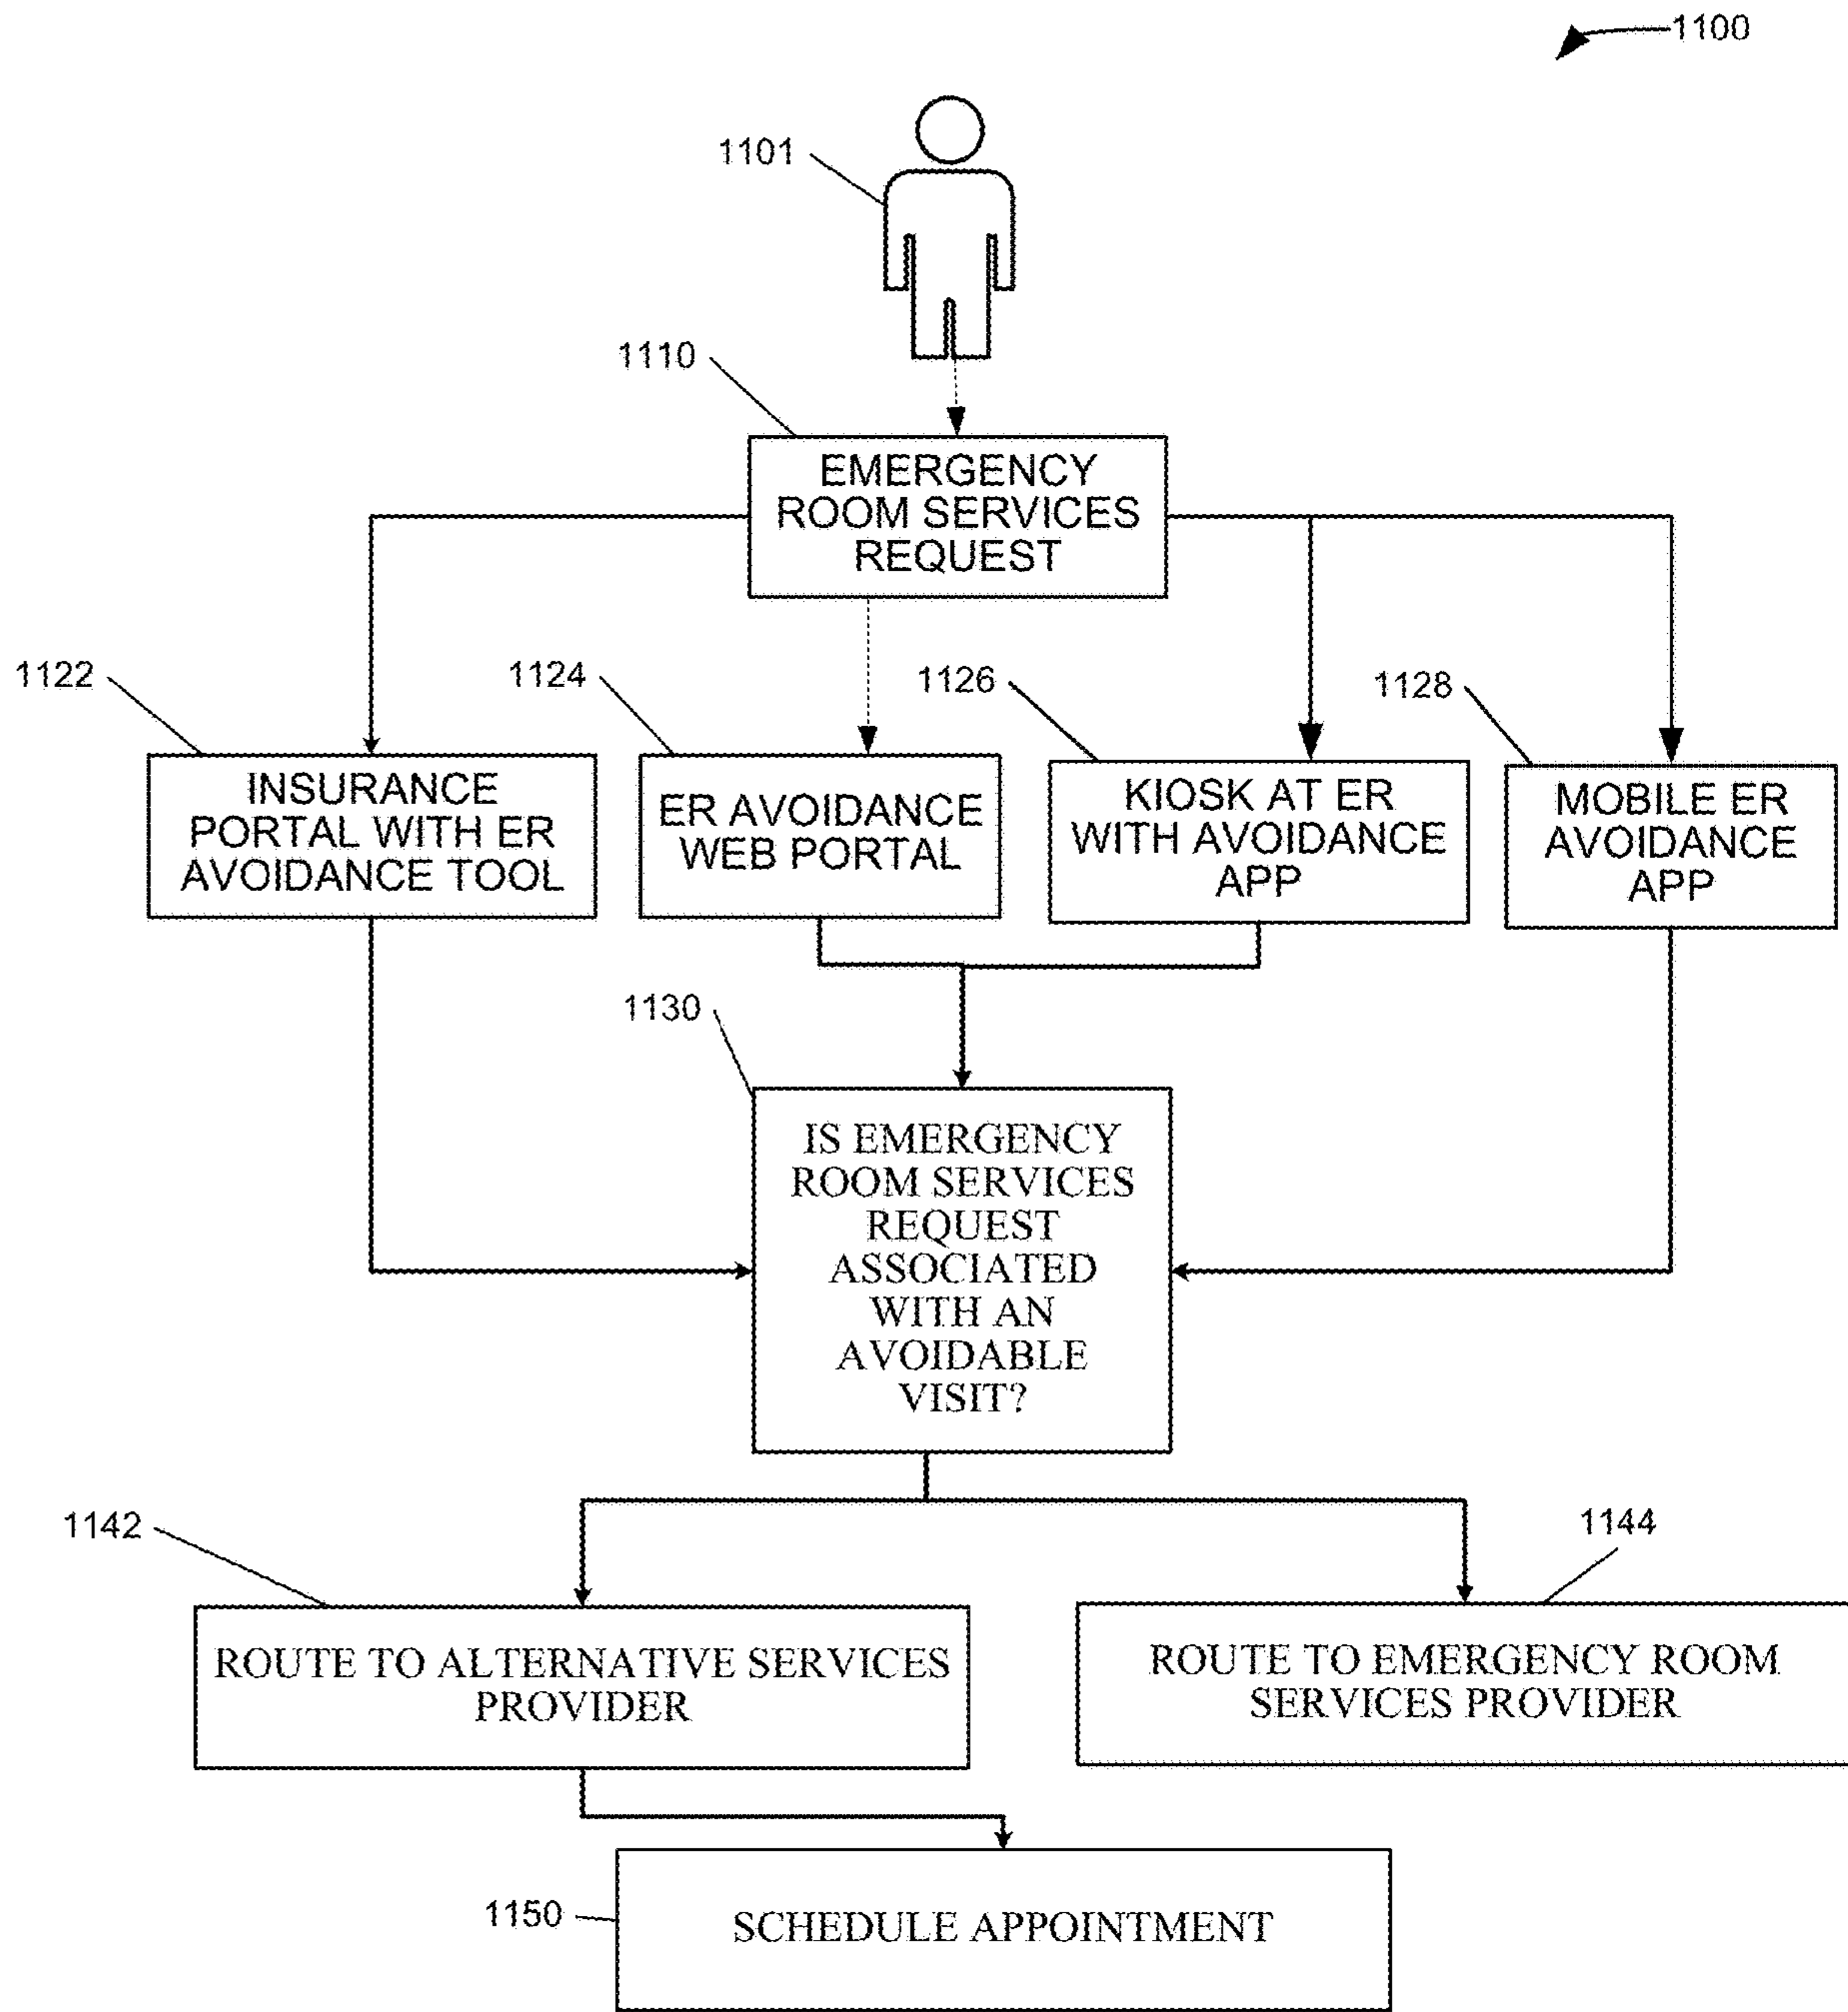 1100
1101
1110
EMERGENCY
ROOM SERVICES
REQUEST
1122
1124
1126
1128
INSURANCE
PORTAL WITH ER
AVOIDANCE TOOL
ER AVOIDANCE
WEB PORTAL
KIOSK AT ER
WITH AVOIDANCE
APP
MOBILE ER
AVOIDANCE
APP
1130
IS EMERGENCY
ROOM SERVICES
REQUEST
ASSOCIATED
WITH AN
AVOIDABLE
VISIT?
1142
1144
ROUTE TO ALTERNATIVE SERVICES
PROVIDER
ROUTE TO EMERGENCY ROOM
SERVICES PROVIDER
1150
SCHEDULE APPOINTMENT